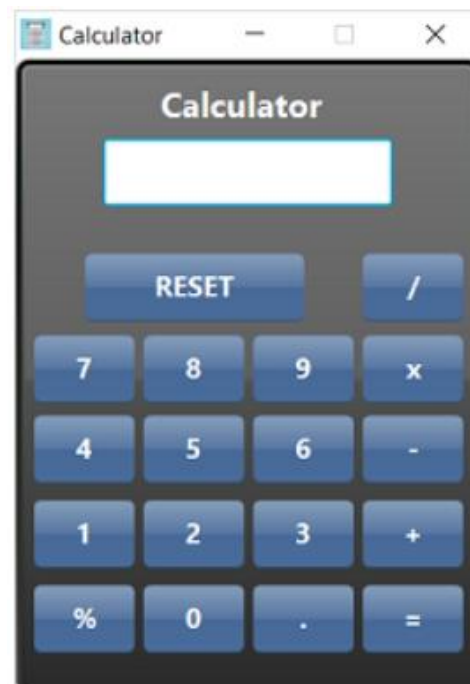 Calculator
Calculator
RESET /
7 8 9 x
4 5 6 -
1 2 3 +
% 0 . =